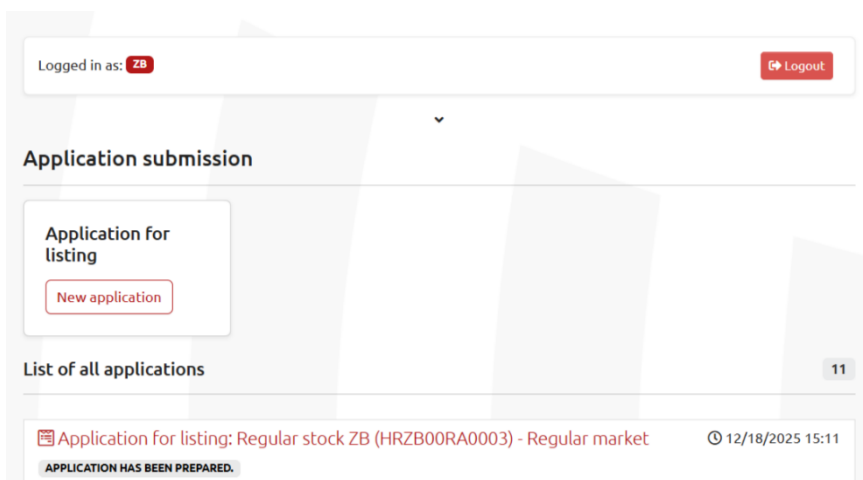 Logged in as: ZB
Logout
Application submission
Application for
listing
New application
List of all applications
11
Application for listing: Regular stock ZB (HRZB00RA0003) - Regular market
12/18/2025 15:11
APPLICATION HAS BEEN PREPARED.